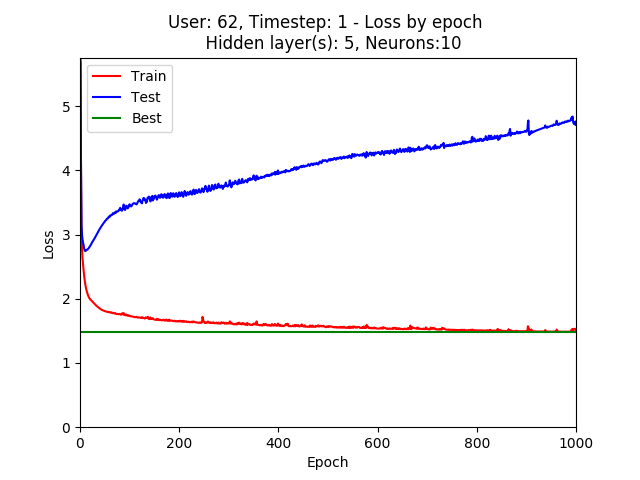 User: 62, Timestep: 1 - Loss by epoch
Hidden layer(s): 5, Neurons:10
Train
Test
Best
5
4
3
2
1
0
Loss
0 200 400 600 800 1000
Epoch